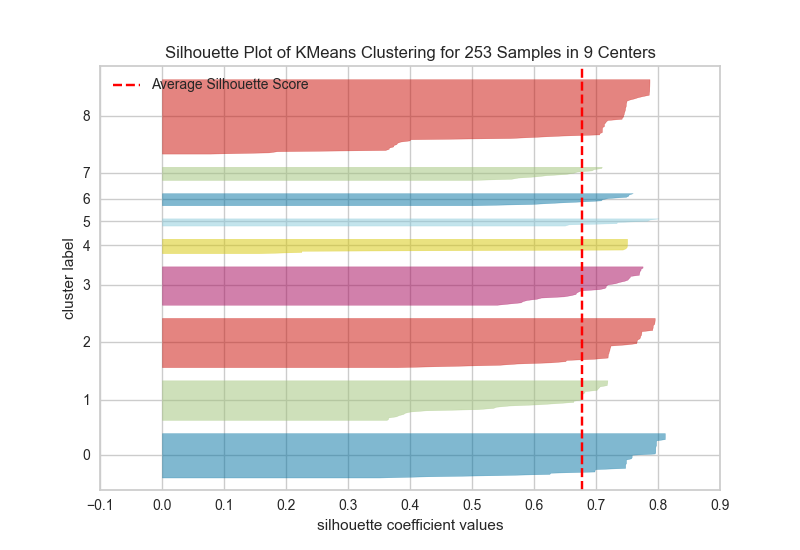 Silhouette Plot of KMeans Clustering for 253 Samples in 9 Centers
Average Silhouette Score
8
7
6
5
4
3
2
1
0
cluster label
−0.1 0.0 0.1 0.2 0.3 0.4 0.5 0.6 0.7 0.8 0.9
silhouette coefficient values